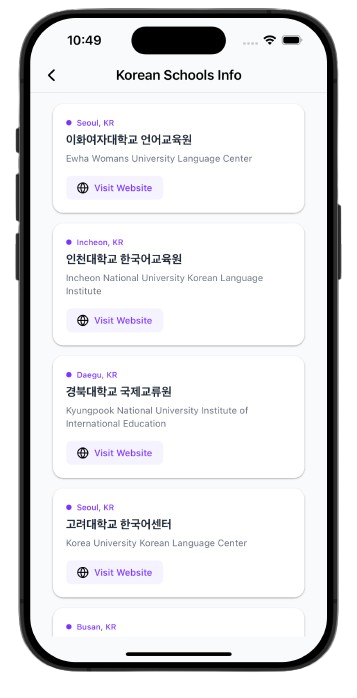 10:49
Korean Schools Info
Seoul, KR
이화여자대학교 언어교육원
Ewha Womans University Language Center
Visit Website
Incheon, KR
인천대학교 한국어교육원
Incheon National University Korean Language
Institute
Visit Website
Daegu, KR
경북대학교 국제교류원
Kyungpook National University Institute of
International Education
Visit Website
Seoul, KR
고려대학교 한국어센터
Korea University Korean Language Center
Visit Website
Busan, KR